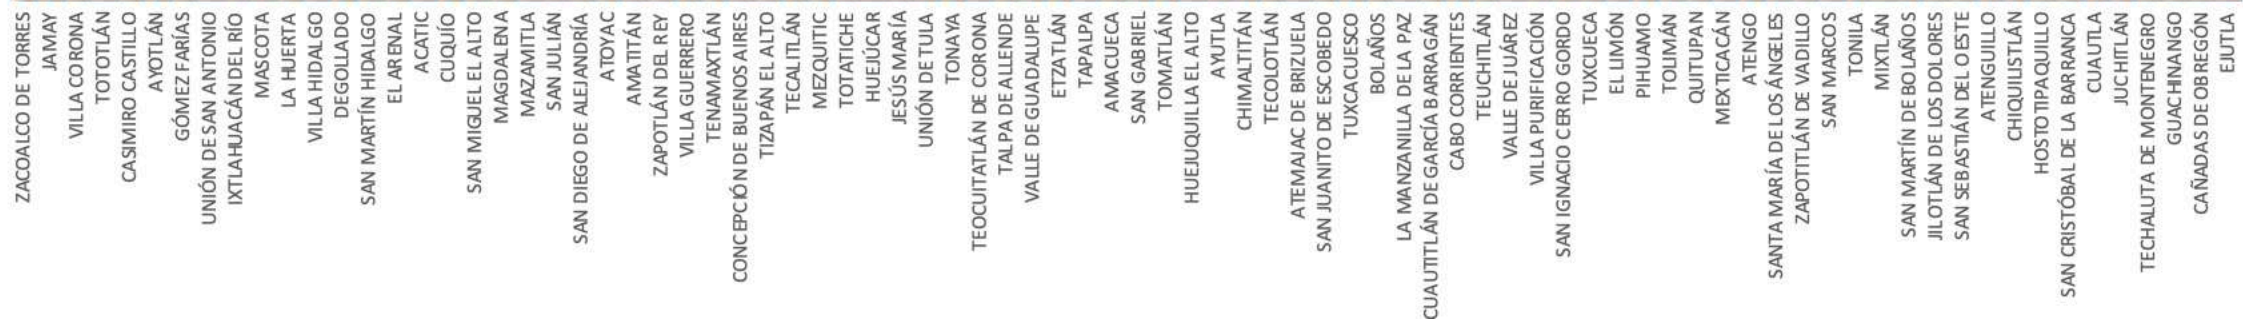 ZACOALCO DE TORRES
JAMAY
VILLA CORONA
TOTOTLÁN
CASIMIRO CASTILLO
AYOTLÁN
GÓMEZ FARÍAS
UNIÓN DE SAN ANTONIO
IXTLAHUACÁN DEL RÍO
MASCOTA
LA HUERTA
VILLA HIDALGO
DEGOLLADO
SAN MARTÍN HIDALGO
EL ARENAL
ACATIC
CUQUÍO
SAN MIGUEL EL ALTO
MAGDALENA
MAZAMITLA
SAN JULIÁN
SAN DIEGO DE ALEJANDRÍA
ATOYAC
AMATITÁN
ZAPOTLÁN DEL REY
VILLA GUERRERO
TENAMAXTLÁN
CONCEPCIÓN DE BUENOS AIRES
TIZAPÁN EL ALTO
TECALITLÁN
MEZQUITIC
TOTATICHE
HUEJÚCAR
JESÚS MARÍA
UNIÓN DE TULA
TONAYA
TEOCUITATLÁN DE CORONA
TALPA DE ALLENDE
VALLE DE GUADALUPE
ETZATLÁN
TAPALPA
AMACUECA
SAN GABRIEL
TOMATLÁN
HUEJUQUILLA EL ALTO
AYUTLA
CHIMALTITÁN
TECOLOTLÁN
ATEMAJAC DE BRIZUELA
SAN JUANITO DE ESCOBEDO
TUXCACUESCO
BOLAÑOS
LA MANZANILLA DE LA PAZ
CUAUTITLÁN DE GARCÍA BARRAGÁN
CABO CORRIENTES
TEUCHITLÁN
VALLE DE JUÁREZ
VILLA PURIFICACIÓN
SAN IGNACIO CERRO GORDO
TUXCUECA
EL LIMÓN
PIHUAMO
TOLIMÁN
QUITUPAN
MEXTICACÁN
ATENGO
SANTA MARÍA DE LOS ÁNGELES
ZAPOTITLÁN DE VADILLO
SAN MARCOS
TONILA
MIXTLÁN
SAN MARTÍN DE BOLAÑOS
JILOTLÁN DE LOS DOLORES
SAN SEBASTIÁN DEL OESTE
ATENGUILLO
CHIQUILISTLÁN
HOSTOTIPAQUILLO
SAN CRISTÓBAL DE LA BARRANCA
CUAUTLA
JUCHITLÁN
TECHALUTA DE MONTENEGRO
GUACHINANGO
CAÑADAS DE OBREGÓN
EJUTLA